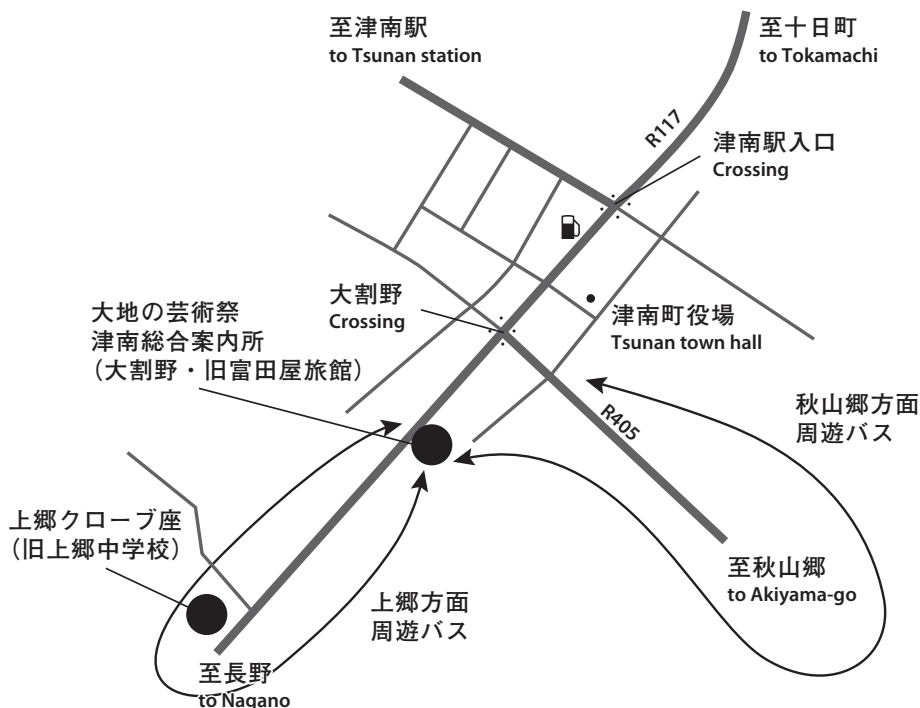 至津南駅
to Tsunan station
至十日町
to Tokamachi
R117
津南駅入口
Crossing
大割野
Crossing
大地の芸術祭
津南総合案内所
（大割野・旧富田屋旅館）
津南町役場
Tsunan town hall
秋山郷方面
周遊バス
R405
上郷クローブ座
（旧上郷中学校）
上郷方面
周遊バス
至秋山郷
to Akiyama-go
至長野
to Nagano